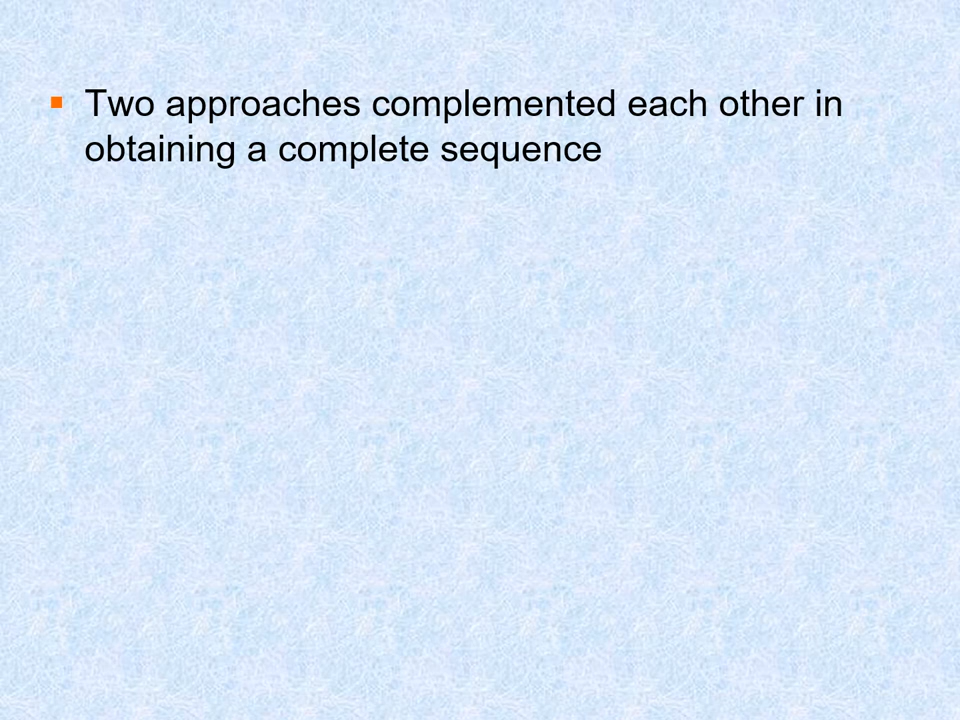 ▪ Two approaches complemented each other in
obtaining a complete sequence